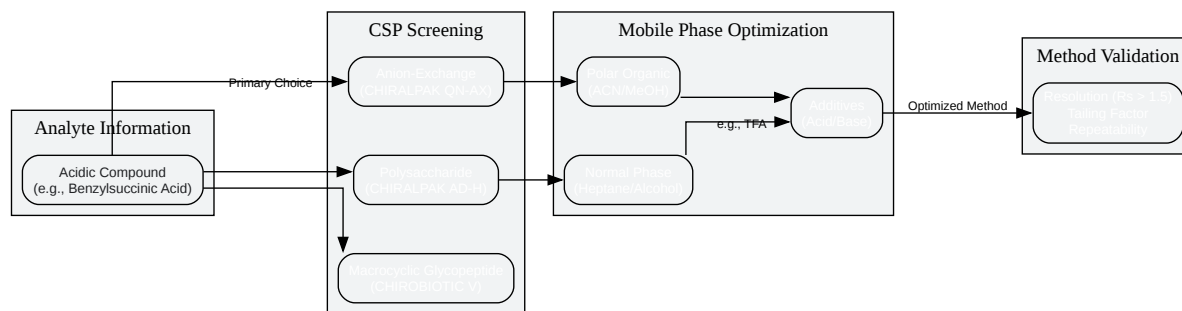 Analyte Information
Acidic Compound
(e.g., Benzylsuccinic Acid)
Primary Choice
CSP Screening
Anion-Exchange
(CHIRALPAK QN-AX)
Polysaccharide
(CHIRALPAK AD-H)
Macrocyclic Glycopeptide
(CHIROBIOTIC V)
Mobile Phase Optimization
Polar Organic
(ACN/MeOH)
Normal Phase
(Heptane/Alcohol)
e.g., TFA
Additives
(Acid/Base)
Optimized Method
Method Validation
Resolution (Rs > 1.5)
Tailing Factor
Repeatability